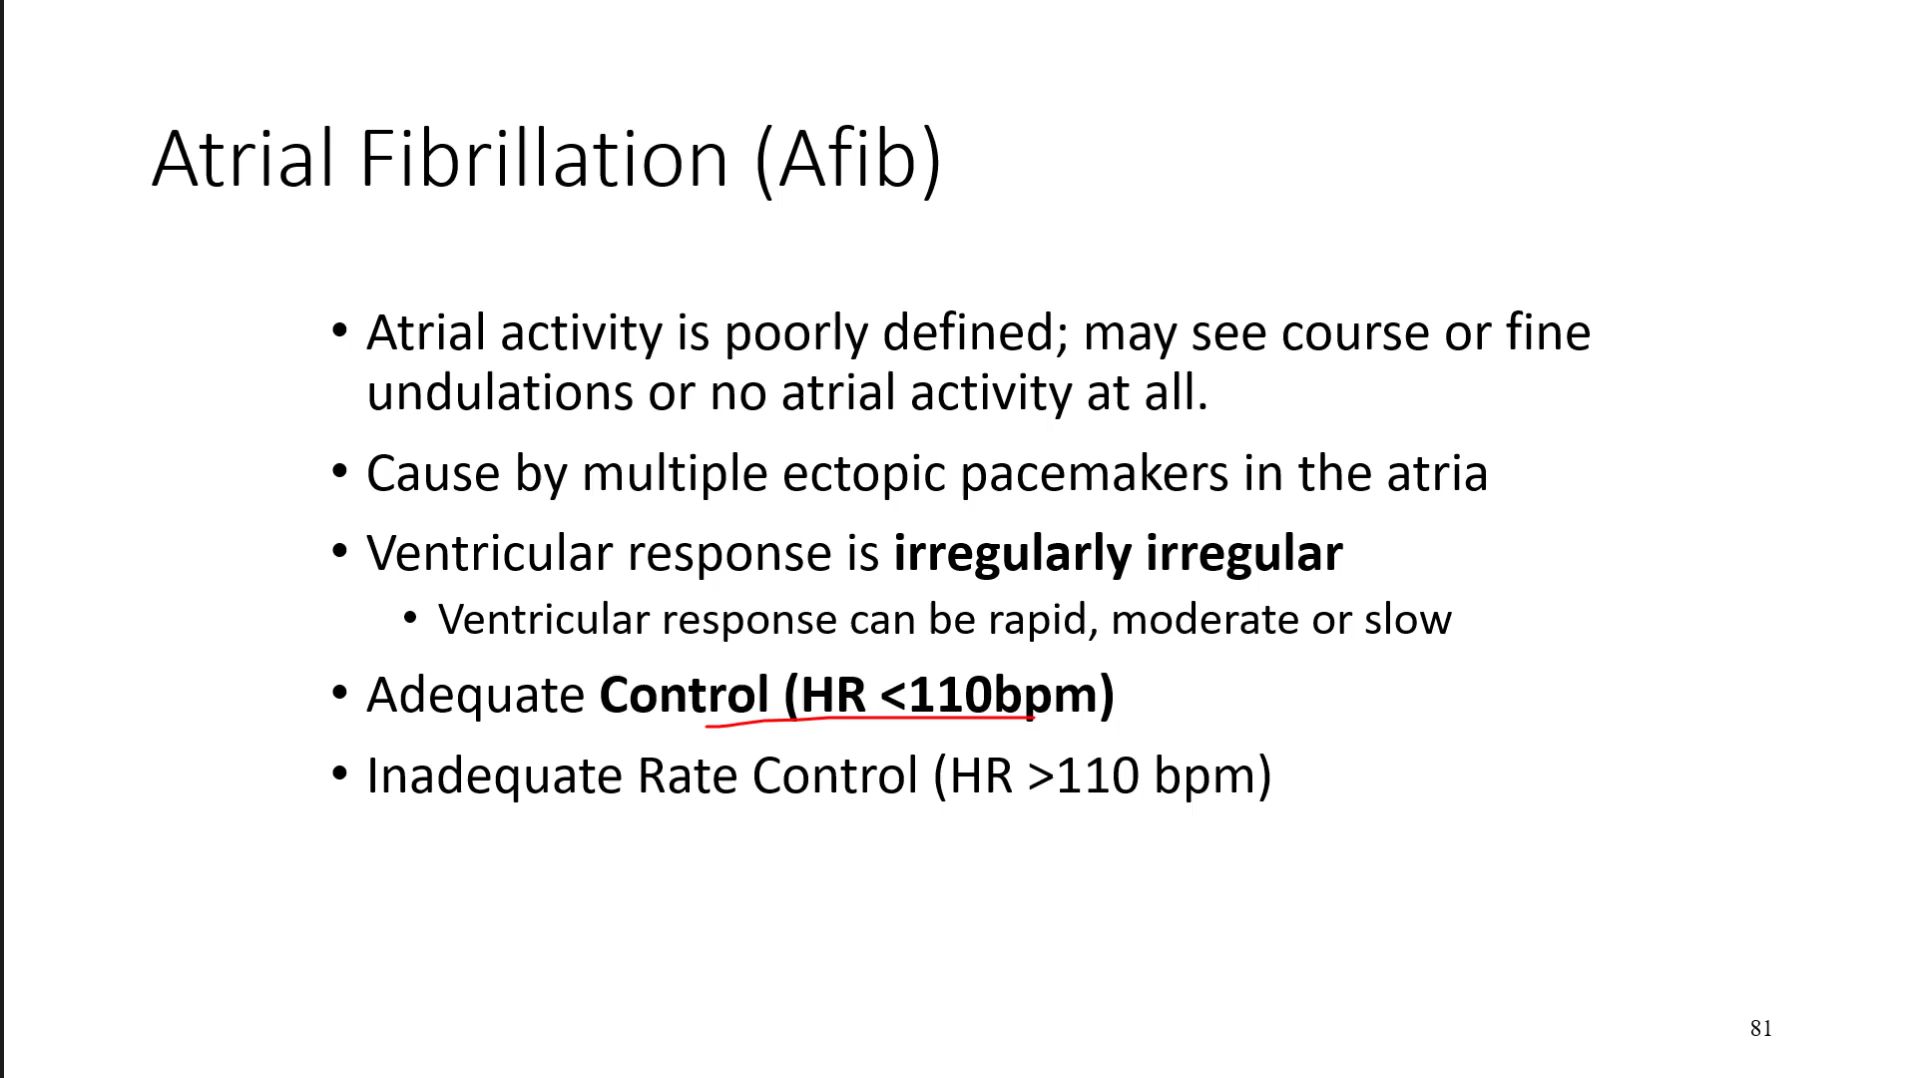 Atrial Fibrillation (Afib)
• Atrial activity is poorly defined; may see course or fine
undulations or no atrial activity at all.
• Cause by multiple ectopic pacemakers in the atria
• Ventricular response is irregularly irregular
• Ventricular response can be rapid, moderate or slow
• Adequate Control (HR <110bpm)
• Inadequate Rate Control (HR >110 bpm)
81